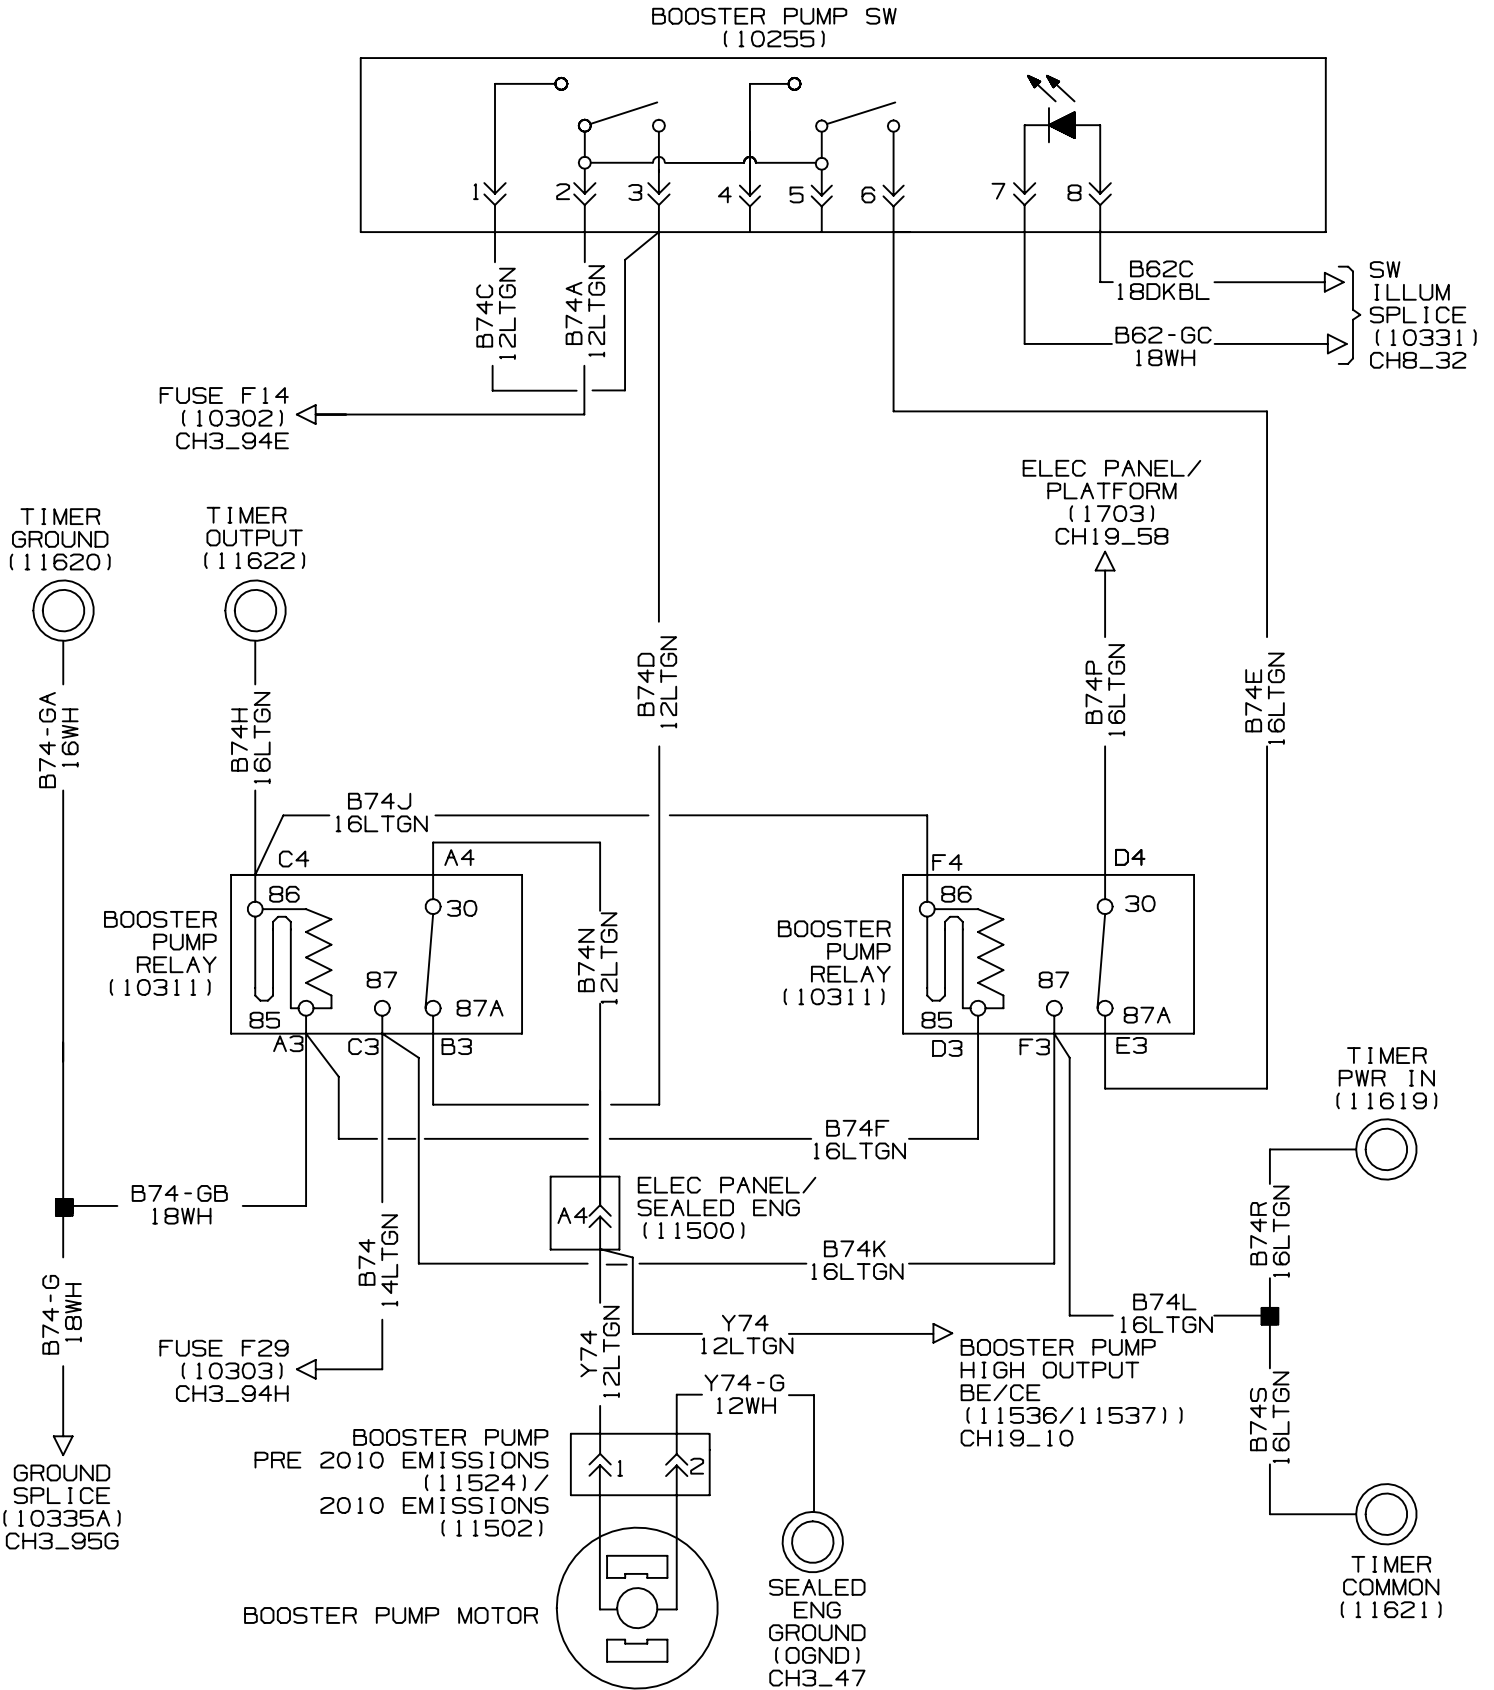 BOOSTER PUMP SW
(10255)
1
2
3
4
5
6
7
8
B74C
12LTGN
B74A
12LTGN
B62C
18DKBL
B62-GC
18WH
SW
ILLUM
SPLICE
(10331)
CH8_32
FUSE F14
(10302)
CH3_94E
ELEC PANEL/
PLATFORM
(1703)
CH19_58
TIMER
GROUND
(11620)
TIMER
OUTPUT
(11622)
B74-GA
16WH
B74H
16LTGN
B74D
12LTGN
B74P
16LTGN
B74E
16LTGN
B74J
16LTGN
C4
A4
86
30
BOOSTER
PUMP
RELAY
(10311)
87
85
87A
A3
C3
B3
B74N
12LTGN
F4
D4
86
30
BOOSTER
PUMP
RELAY
(10311)
87
85
87A
D3
F3
E3
TIMER
PWR IN
(11619)
B74F
16LTGN
B74-GB
18WH
ELEC PANEL/
SEALED ENG
(11500)
A4
B74
14LTGN
B74K
16LTGN
B74R
16LTGN
B74-G
18WH
B74L
16LTGN
Y74
12LTGN
Y74
12LTGN
FUSE F29
(10303)
CH3_94H
BOOSTER PUMP
HIGH OUTPUT
BE/CE
(11536/11537))
CH19_10
Y74-G
12WH
B74S
16LTGN
BOOSTER PUMP
PRE 2010 EMISSIONS
(11524)/
2010 EMISSIONS
(11502)
1
2
GROUND
SPLICE
(10335A)
CH3_95G
BOOSTER PUMP MOTOR
SEALED
ENG
GROUND
(OGND)
CH3_47
TIMER
COMMON
(11621)